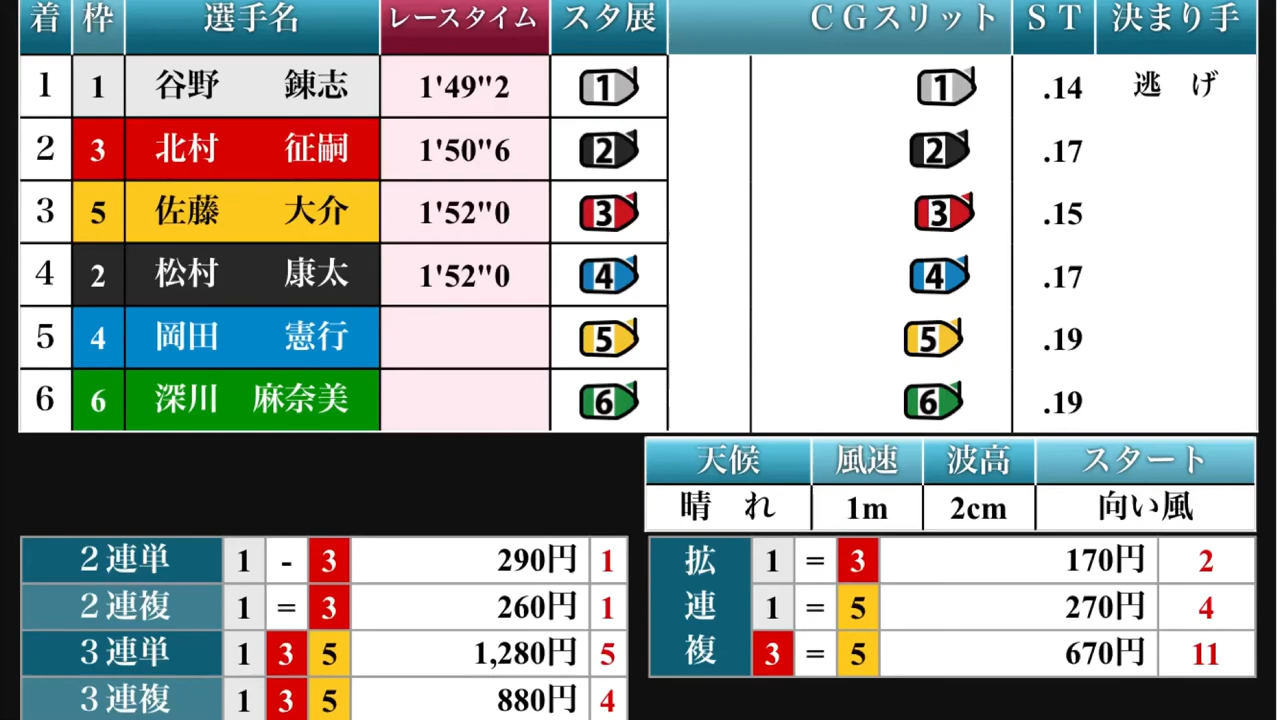 着 枠 選手名 レースタイム スタ展 ＣＧスリット ＳＴ 決まり手
1 1 谷野 錬志 1'49"2 1 1 .14 逃 げ
2 3 北村 征嗣 1'50"6 2 2 .17
3 5 佐藤 大介 1'52"0 3 3 .15
4 2 松村 康太 1'52"0 4 4 .17
5 4 岡田 憲行 5 5 .19
6 6 深川 麻奈美 6 6 .19
天候 風速 波高 スタート
晴 れ 1m 2cm 向い風
２連単 1 - 3 290円 1
２連複 1 = 3 260円 1
３連単 1 3 5 1,280円 5
３連複 1 3 5 880円 4
拡連複
1 = 3 170円 2
1 = 5 270円 4
3 = 5 670円 11